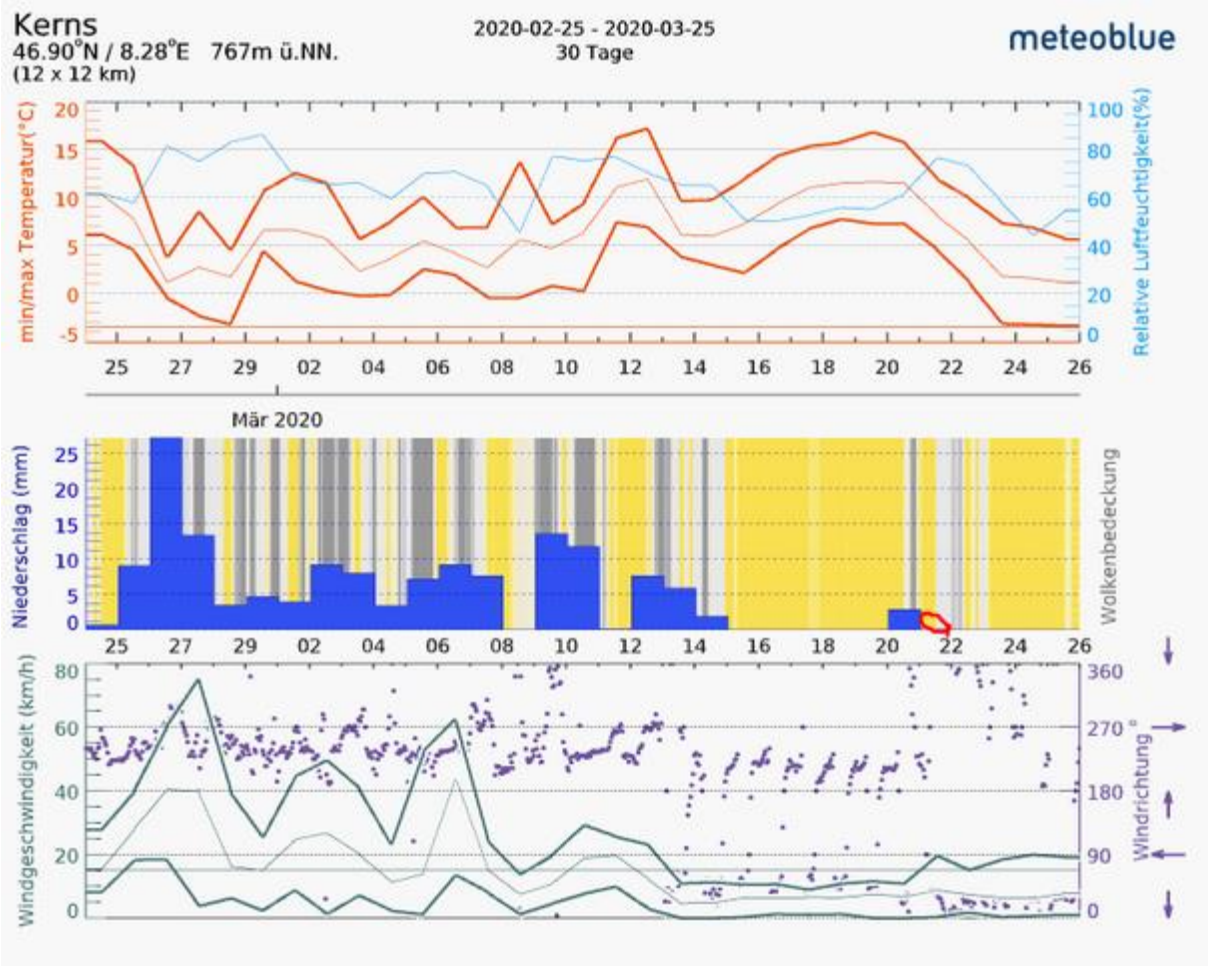 Kerns
46.90°N / 8.28°E 767m ü.NN.
(12 x 12 km)
2020-02-25 - 2020-03-25
30 Tage
meteoblue
min/max Temperatur(°C)
20
15
10
5
0
-5
100
80
60
40
20
0
Relative Luftfeuchtigkeit(%)
25 27 29 02 04 06 08 10 12 14 16 18 20 22 24 26
Mär 2020
Niederschlag (mm)
25
20
15
10
5
0
Wolkenbedeckung
25 27 29 02 04 06 08 10 12 14 16 18 20 22 24 26
Windgeschwindigkeit (km/h)
80
60
40
20
0
360
270
180
90
0
Windrichtung °